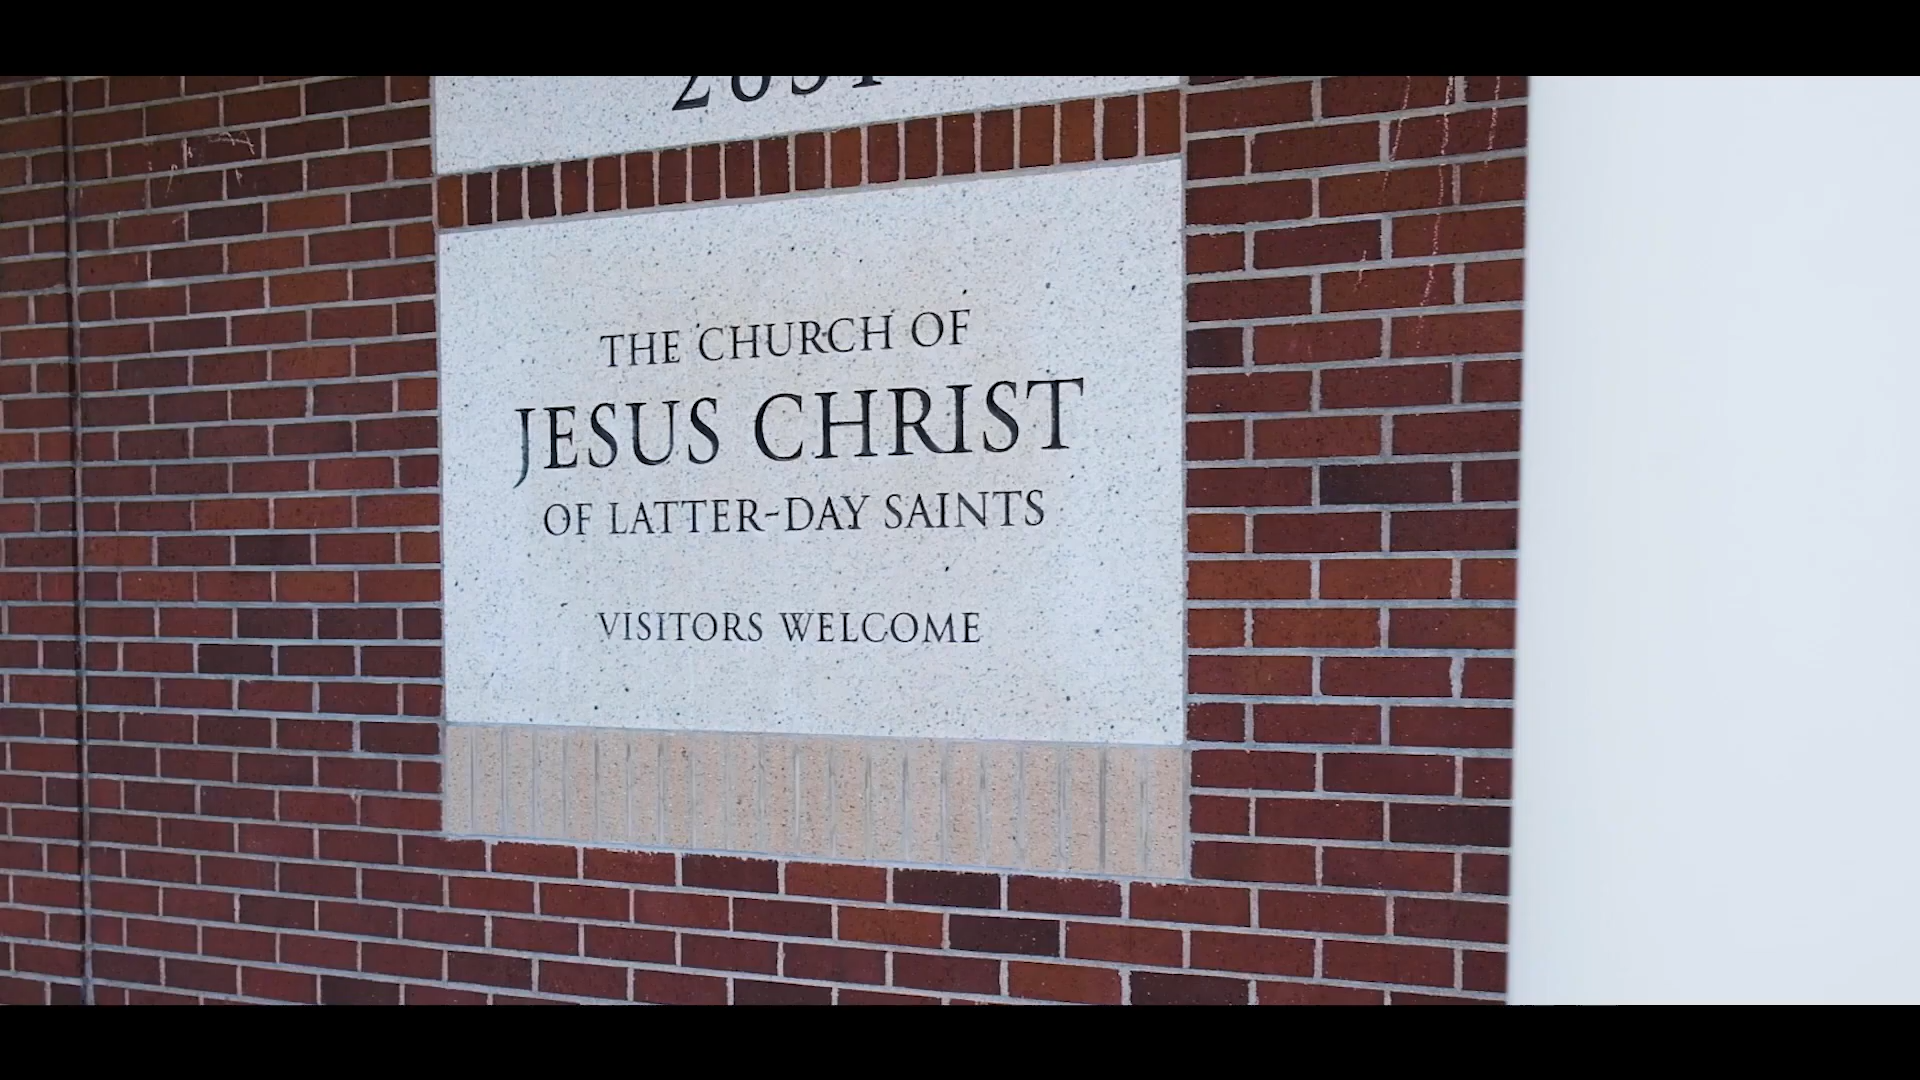 THE CHURCH OF
JESUS CHRIST
OF LATTER-DAY SAINTS
VISITORS WELCOME